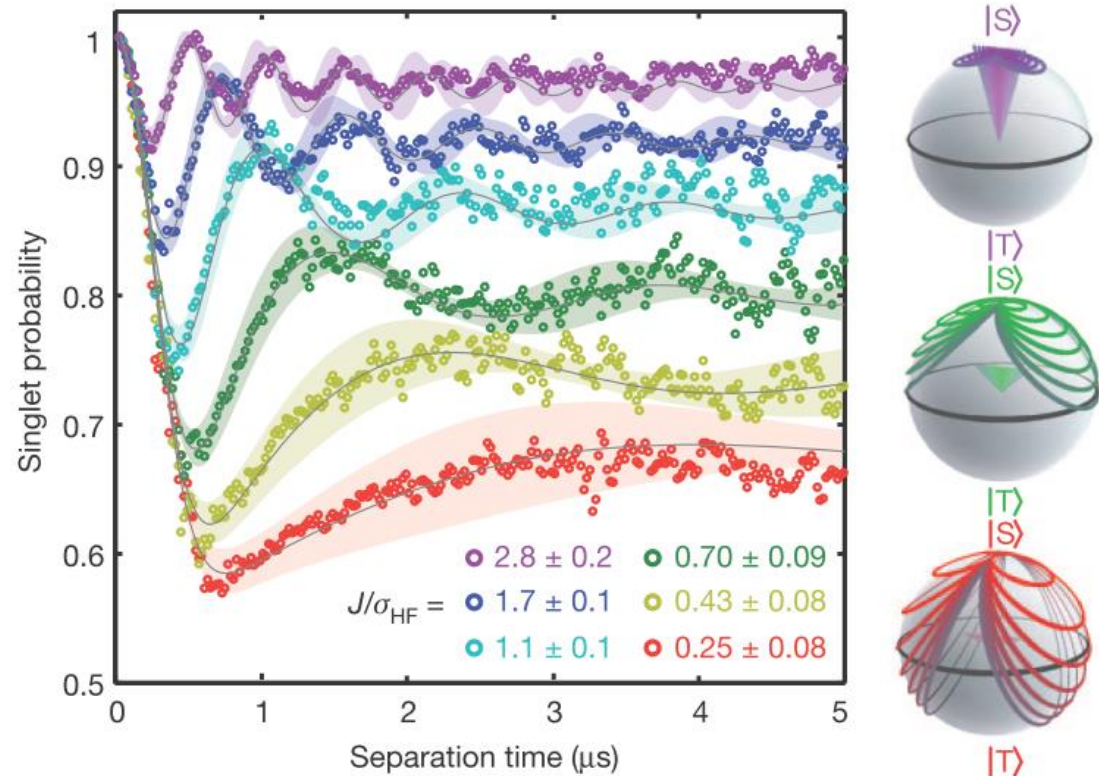 1
0.9
0.8
0.7
0.6
0.5
Singlet probability
0 1 2 3 4 5
Separation time (μs)
J/σHF =
2.8 ± 0.2
1.7 ± 0.1
1.1 ± 0.1
0.70 ± 0.09
0.43 ± 0.08
0.25 ± 0.08
|S⟩
|T⟩
|S⟩
|T⟩
|S⟩
|T⟩